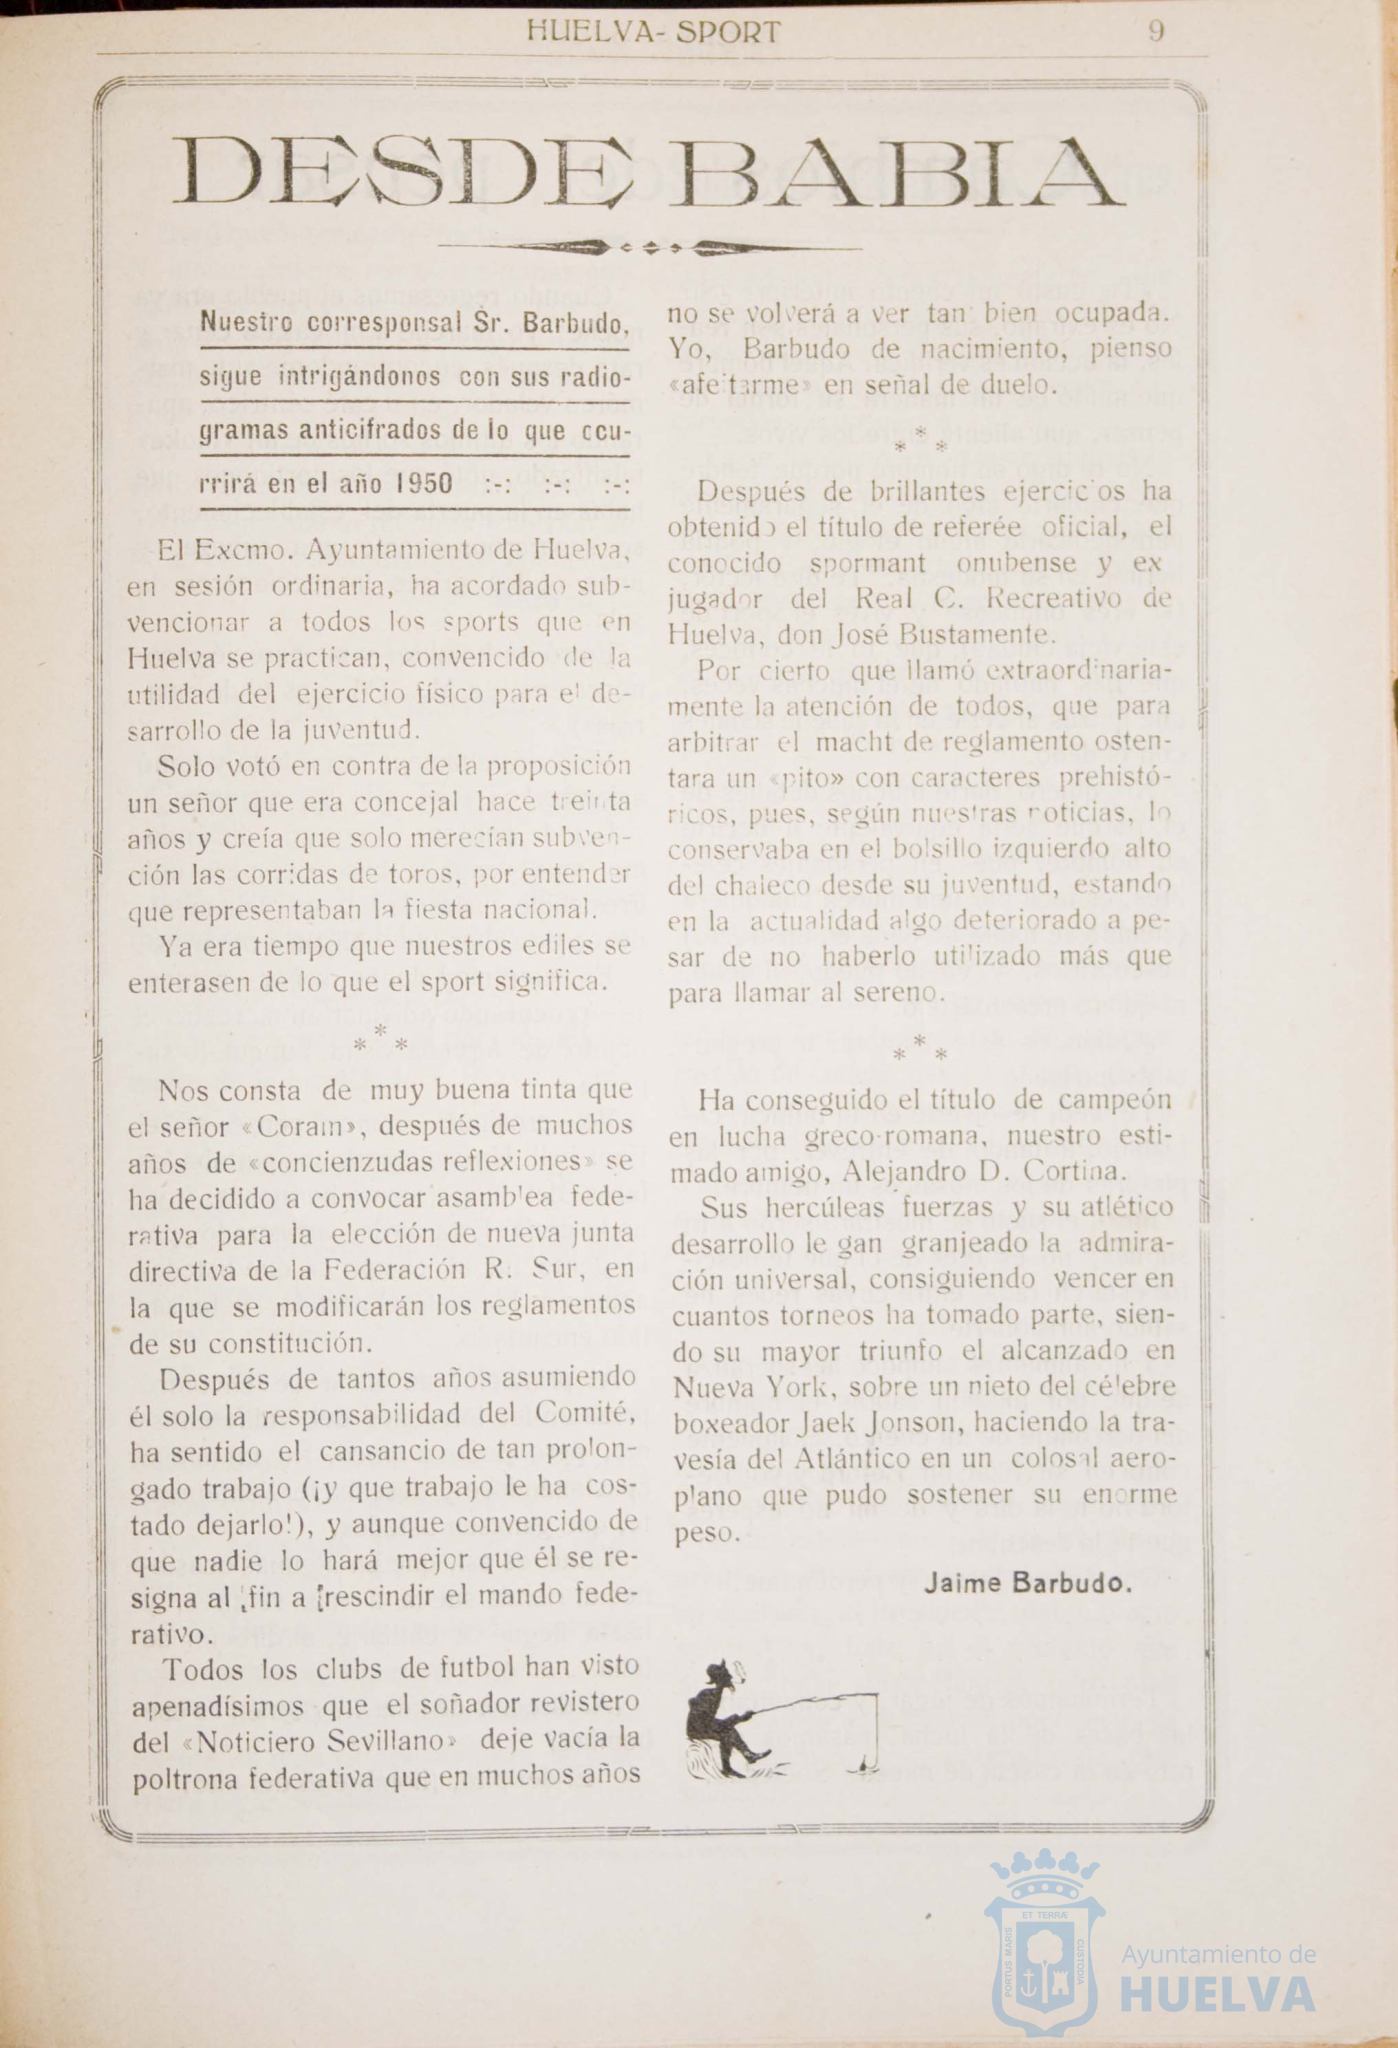 HUELVA- SPORT
9
DESDE BABIA
Nuestro corresponsal Sr. Barbudo,
sigue intrigándonos con sus radio-
gramas anticifrados de lo que ocu-
rrirá en el año 1950 :-: :-: :-:
El Excmo. Ayuntamiento de Huelva,
en sesión ordinaria, ha acordado sub-
vencionar a todos los sports que en
Huelva se practican, convencido de la
utilidad del ejercicio físico para el de-
sarrollo de la juventud.
Solo votó en contra de la proposición
un señor que era concejal hace treinta
años y creía que solo merecían subven-
ción las corridas de toros, por entender
que representaban la fiesta nacional.
Ya era tiempo que nuestros ediles se
enterasen de lo que el sport significa.
* * *
Nos consta de muy buena tinta que
el señor «Coram», después de muchos
años de «concienzudas reflexiones» se
ha decidido a convocar asamblea fede-
rativa para la elección de nueva junta
directiva de la Federación R. Sur, en
la que se modificarán los reglamentos
de su constitución.
Después de tantos años asumiendo
él solo la responsabilidad del Comité,
ha sentido el cansancio de tan prolon-
gado trabajo (¡y que trabajo le ha cos-
tado dejarlo!), y aunque convencido de
que nadie lo hará mejor que él se re-
signa al fin a rescindir el mando fede-
rativo.
Todos los clubs de futbol han visto
apenadísimos que el soñador revistero
del «Noticiero Sevillano» deje vacía la
poltrona federativa que en muchos años
no se volverá a ver tan bien ocupada.
Yo, Barbudo de nacimiento, pienso
«afeitarme» en señal de duelo.
* * *
Después de brillantes ejercicios ha
obtenido el título de referée oficial, el
conocido spormant onubense y ex
jugador del Real C. Recreativo de
Huelva, don José Bustamente.
Por cierto que llamó extraordinaria-
mente la atención de todos, que para
arbitrar el macht de reglamento osten-
tara un «pito» con caracteres prehistó-
ricos, pues, según nuestras noticias, lo
conservaba en el bolsillo izquierdo alto
del chaleco desde su juventud, estando
en la actualidad algo deteriorado a pe-
sar de no haberlo utilizado más que
para llamar al sereno.
* * *
Ha conseguido el título de campeón
en lucha greco-romana, nuestro esti-
mado amigo, Alejandro D. Cortina.
Sus hercúleas fuerzas y su atlético
desarrollo le gan granjeado la admira-
ción universal, consiguiendo vencer en
cuantos torneos ha tomado parte, sien-
do su mayor triunfo el alcanzado en
Nueva York, sobre un nieto del célebre
boxeador Jaek Jonson, haciendo la tra-
vesía del Atlántico en un colosal aero-
plano que pudo sostener su enorme
peso.
Jaime Barbudo.
ET TERRÆ
PORTUS MARIS
CUSTODIA
Ayuntamiento de
HUELVA